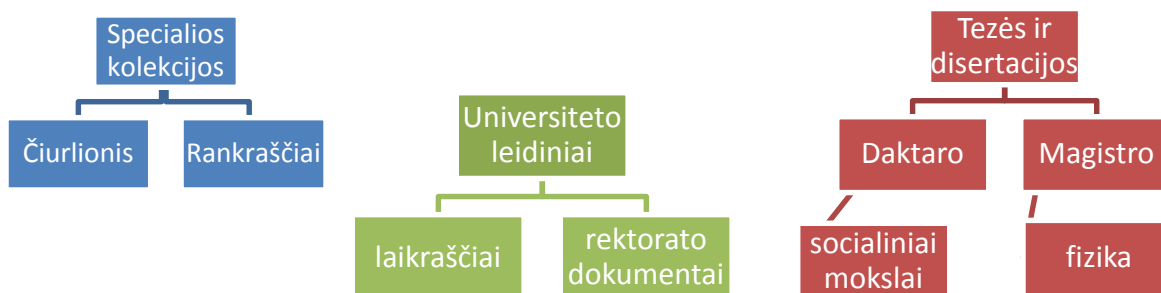 Specialios
kolekcijos
Čiurlionis
Rankraščiai
Universiteto
leidiniai
laikraščiai
rektorato
dokumentai
Tezės ir
disertacijos
Daktaro
Magistro
socialiniai
mokslai
fizika